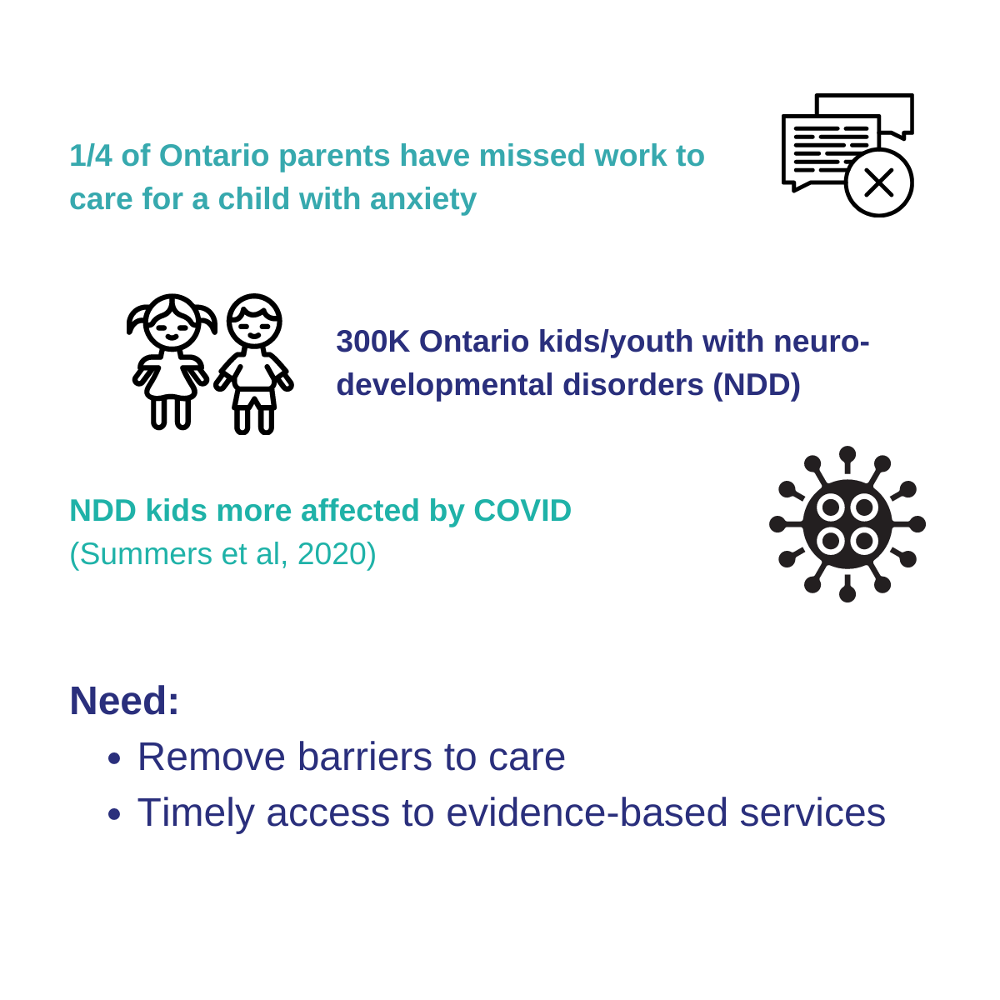 1/4 of Ontario parents have missed work to
care for a child with anxiety
300K Ontario kids/youth with neuro-
developmental disorders (NDD)
NDD kids more affected by COVID
(Summers et al, 2020)
Need:
• Remove barriers to care
• Timely access to evidence-based services